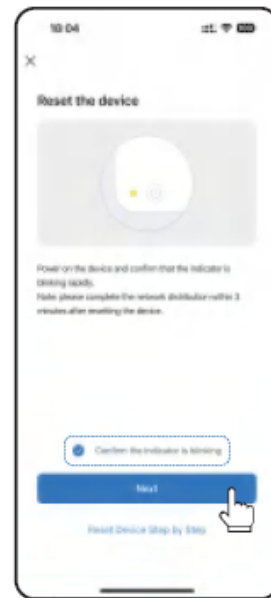 10:04
Reset the device
Power on the device and confirm that the indicator is
blinking rapidly.
Note: please complete the network distribution within 3
minutes after resetting the device.
Confirm the indicator is blinking
Next
Reset Device Step by Step